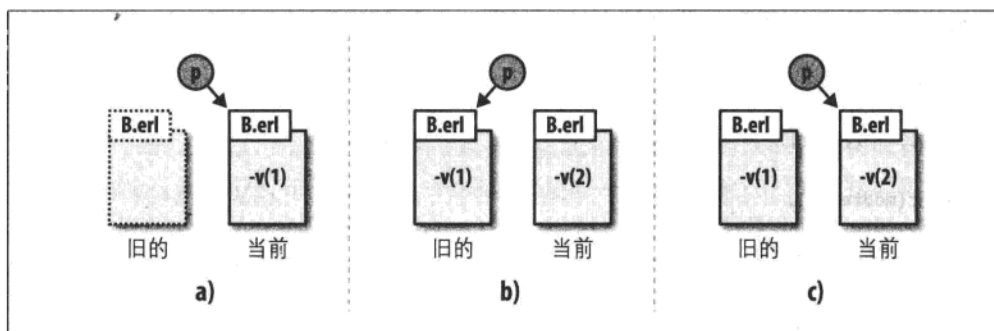 p p p
B.erl B.erl B.erl B.erl B.erl B.erl
-v(1) -v(1) -v(2) -v(1) -v(2)
旧的 当前 旧的 当前 旧的 当前
a) b) c)